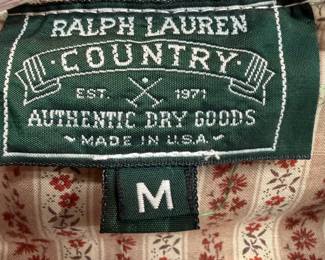 RALPH LAUREN
COUNTRY
EST. 1971
AUTHENTIC DRY GOODS
~ MADE IN U.S.A. ~
M